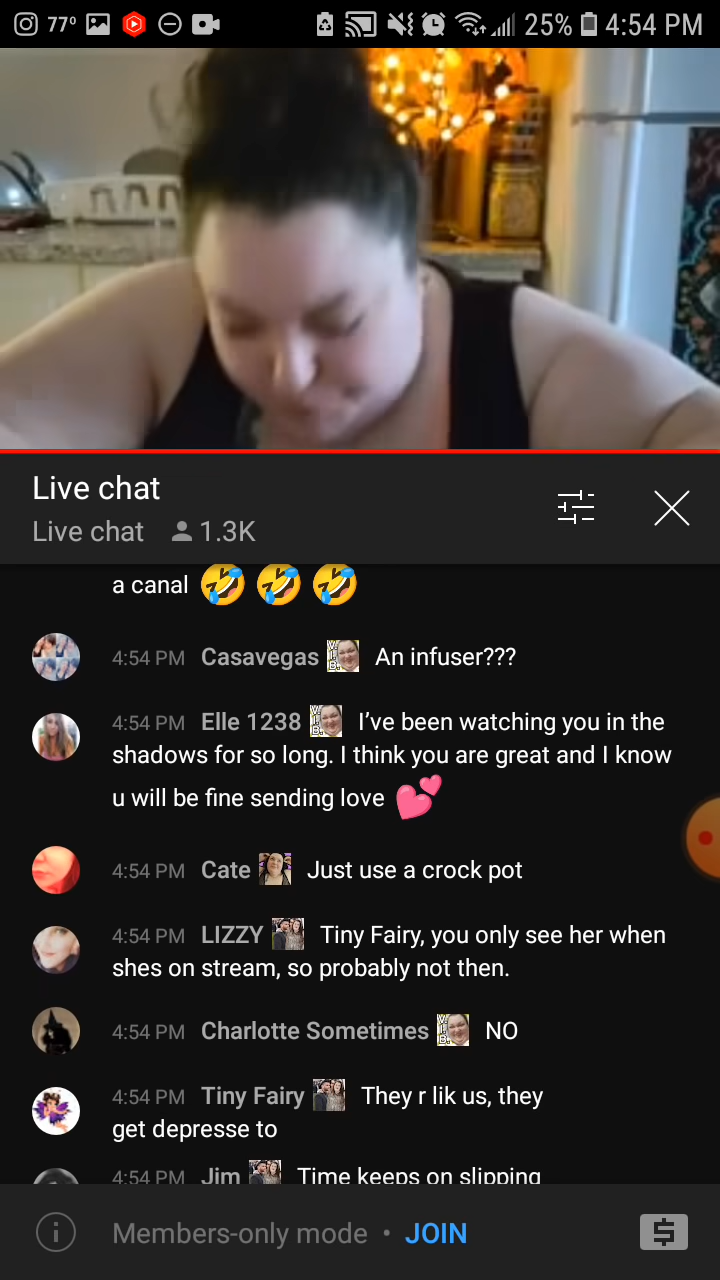 77° 25% 4:54 PM
Live chat
Live chat 1.3K
a canal 🤣 🤣 🤣
4:54 PM Casavegas An infuser???
4:54 PM Elle 1238 I've been watching you in the
shadows for so long. I think you are great and I know
u will be fine sending love 💕
4:54 PM Cate Just use a crock pot
4:54 PM LIZZY Tiny Fairy, you only see her when
shes on stream, so probably not then.
4:54 PM Charlotte Sometimes NO
4:54 PM Tiny Fairy They r lik us, they
get depresse to
4:54 PM Jim Time keeps on slipping
Members-only mode • JOIN